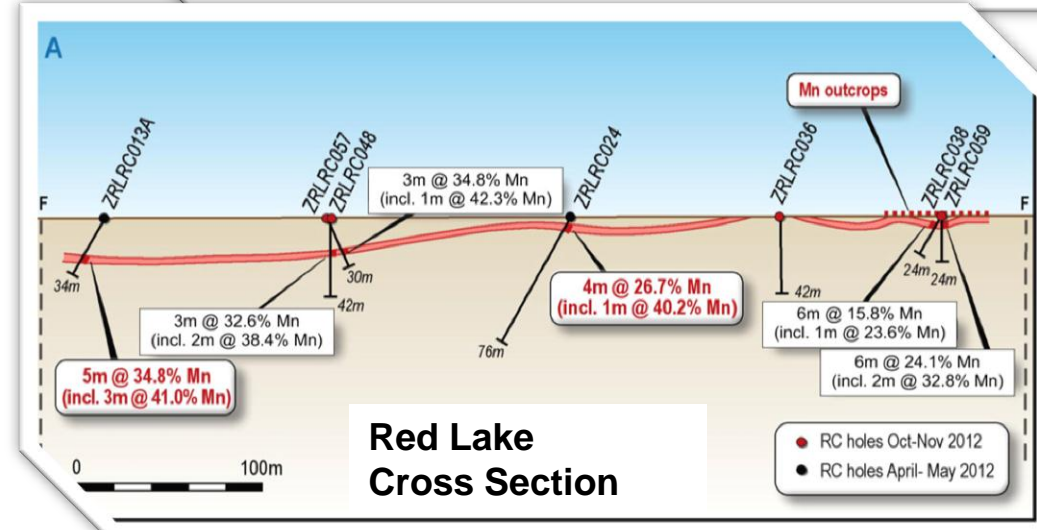 A
Mn outcrops
ZRLRC013A
ZRLRC057
ZRLRC048
ZRLRC024
ZRLRC036
ZRLRC038
ZRLRC059
F
F
3m @ 34.8% Mn
(incl. 1m @ 42.3% Mn)
34m
30m
42m
76m
42m
24m
24m
4m @ 26.7% Mn
(incl. 1m @ 40.2% Mn)
3m @ 32.6% Mn
(incl. 2m @ 38.4% Mn)
6m @ 15.8% Mn
(incl. 1m @ 23.6% Mn)
5m @ 34.8% Mn
(incl. 3m @ 41.0% Mn)
6m @ 24.1% Mn
(incl. 2m @ 32.8% Mn)
Red Lake
Cross Section
0
100m
RC holes Oct-Nov 2012
RC holes April- May 2012